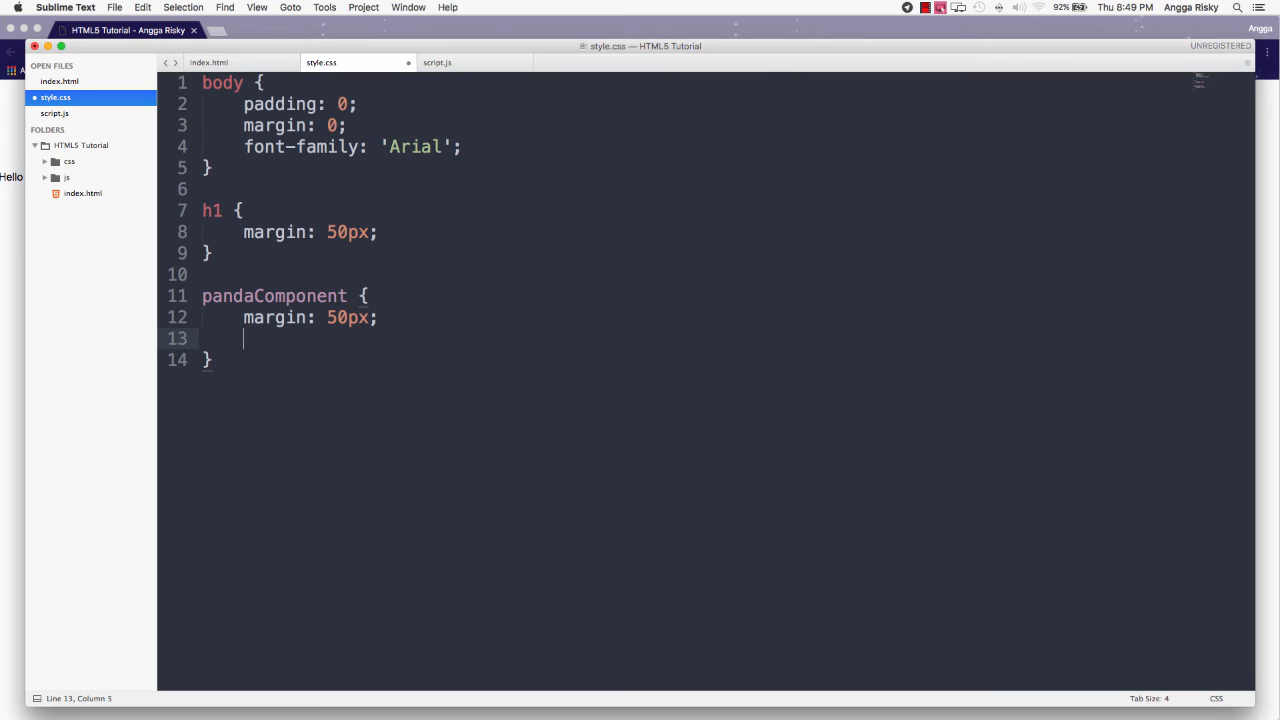 Sublime Text File Edit Selection Find View Goto Tools Project Window Help 92% Thu 8:49 PM Angga Risky
HTML5 Tutorial - Angga Risky Angga
style.css — HTML5 Tutorial UNREGISTERED
OPEN FILES
index.html
style.css
script.js
FOLDERS
HTML5 Tutorial
css
js
index.html
A
Hello
index.html style.css script.js
1 body {
2 padding: 0;
3 margin: 0;
4 font-family: 'Arial';
5 }
6
7 h1 {
8 margin: 50px;
9 }
10
11 pandaComponent {
12 margin: 50px;
13
14 }
Line 13, Column 5 Tab Size: 4 CSS